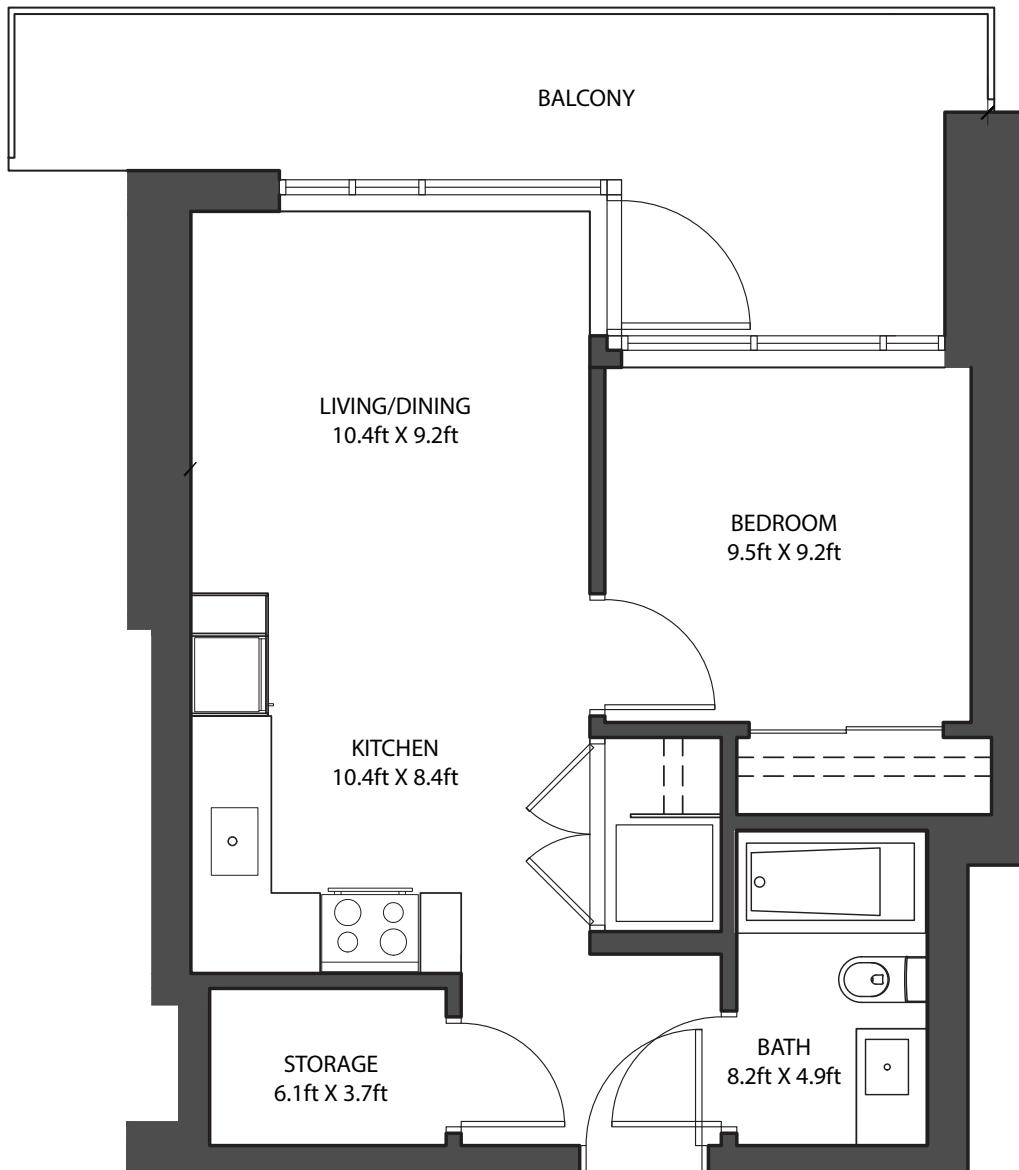 BALCONY
LIVING/DINING
10.4ft X 9.2ft
BEDROOM
9.5ft X 9.2ft
KITCHEN
10.4ft X 8.4ft
STORAGE
6.1ft X 3.7ft
BATH
8.2ft X 4.9ft